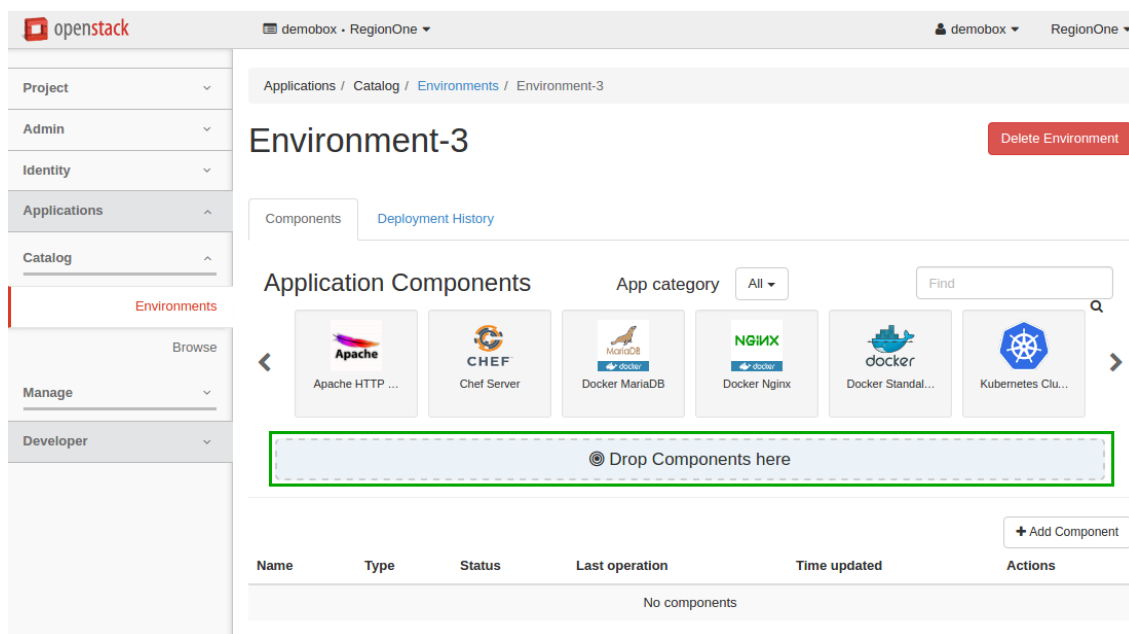 openstack
demobox • RegionOne
demobox
RegionOne
Project
Admin
Identity
Applications
Catalog
Environments
Browse
Manage
Developer
Applications / Catalog / Environments / Environment-3
Environment-3
Delete Environment
Components
Deployment History
Application Components
App category
All
Find
Apache
Apache HTTP ...
CHEF
Chef Server
MariaDB
docker
Docker MariaDB
NGINX
docker
Docker Nginx
docker
Docker Standal...
Kubernetes Clu...
Drop Components here
+ Add Component
Name Type Status Last operation Time updated Actions
No components